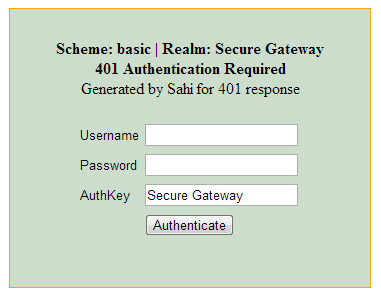 Scheme: basic | Realm: Secure Gateway
401 Authentication Required
Generated by Sahi for 401 response
Username
Password
AuthKey Secure Gateway
Authenticate